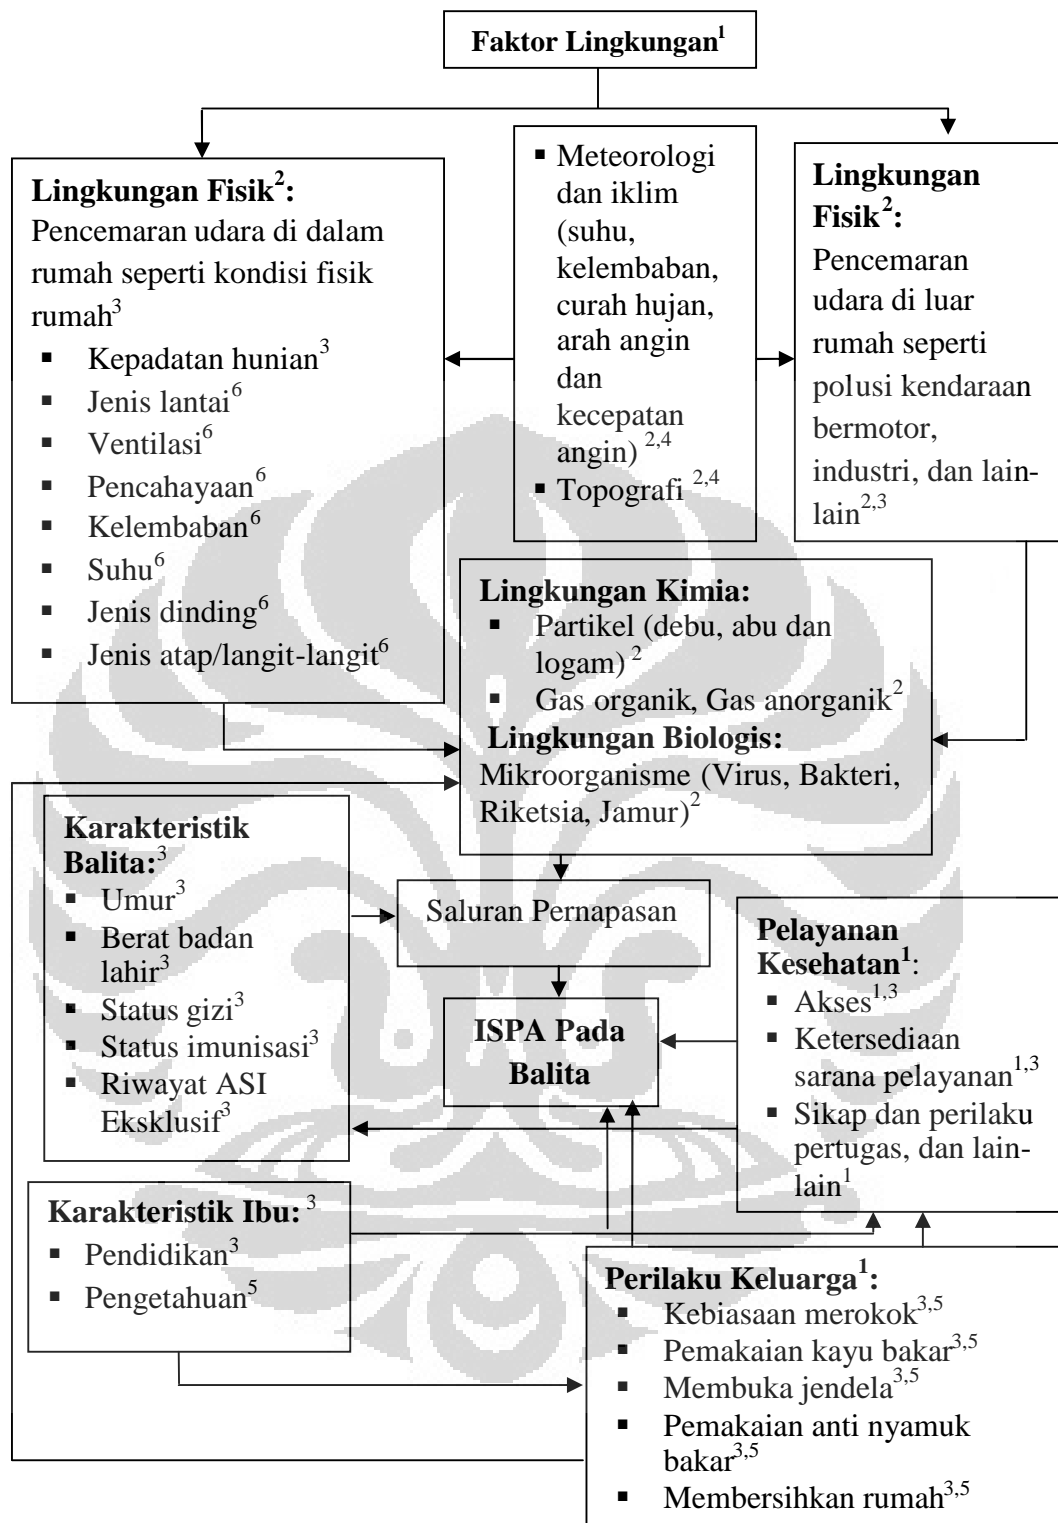 Faktor Lingkungan¹
Lingkungan Fisik²:
Pencemaran udara di dalam
rumah seperti kondisi fisik
rumah³
▪ Kepadatan hunian³
▪ Jenis lantai⁶
▪ Ventilasi⁶
▪ Pencahayaan⁶
▪ Kelembaban⁶
▪ Suhu⁶
▪ Jenis dinding⁶
▪ Jenis atap/langit-langit⁶
▪ Meteorologi
dan iklim
(suhu,
kelembaban,
curah hujan,
arah angin
dan
kecepatan
angin) ²,⁴
▪ Topografi ²,⁴
Lingkungan
Fisik²:
Pencemaran
udara di luar
rumah seperti
polusi kendaraan
bermotor,
industri, dan lain-
lain²,³
Lingkungan Kimia:
▪ Partikel (debu, abu dan
logam) ²
▪ Gas organik, Gas anorganik²
Lingkungan Biologis:
Mikroorganisme (Virus, Bakteri,
Riketsia, Jamur)²
Karakteristik
Balita:³
▪ Umur³
▪ Berat badan
lahir³
▪ Status gizi³
▪ Status imunisasi³
▪ Riwayat ASI
Eksklusif³
Saluran Pernapasan
ISPA Pada
Balita
Pelayanan
Kesehatan¹:
▪ Akses¹,³
▪ Ketersediaan
sarana pelayanan¹,³
▪ Sikap dan perilaku
pertugas, dan lain-
lain¹
Karakteristik Ibu: ³
▪ Pendidikan³
▪ Pengetahuan⁵
Perilaku Keluarga¹:
▪ Kebiasaan merokok³,⁵
▪ Pemakaian kayu bakar³,⁵
▪ Membuka jendela³,⁵
▪ Pemakaian anti nyamuk
bakar³,⁵
▪ Membersihkan rumah³,⁵